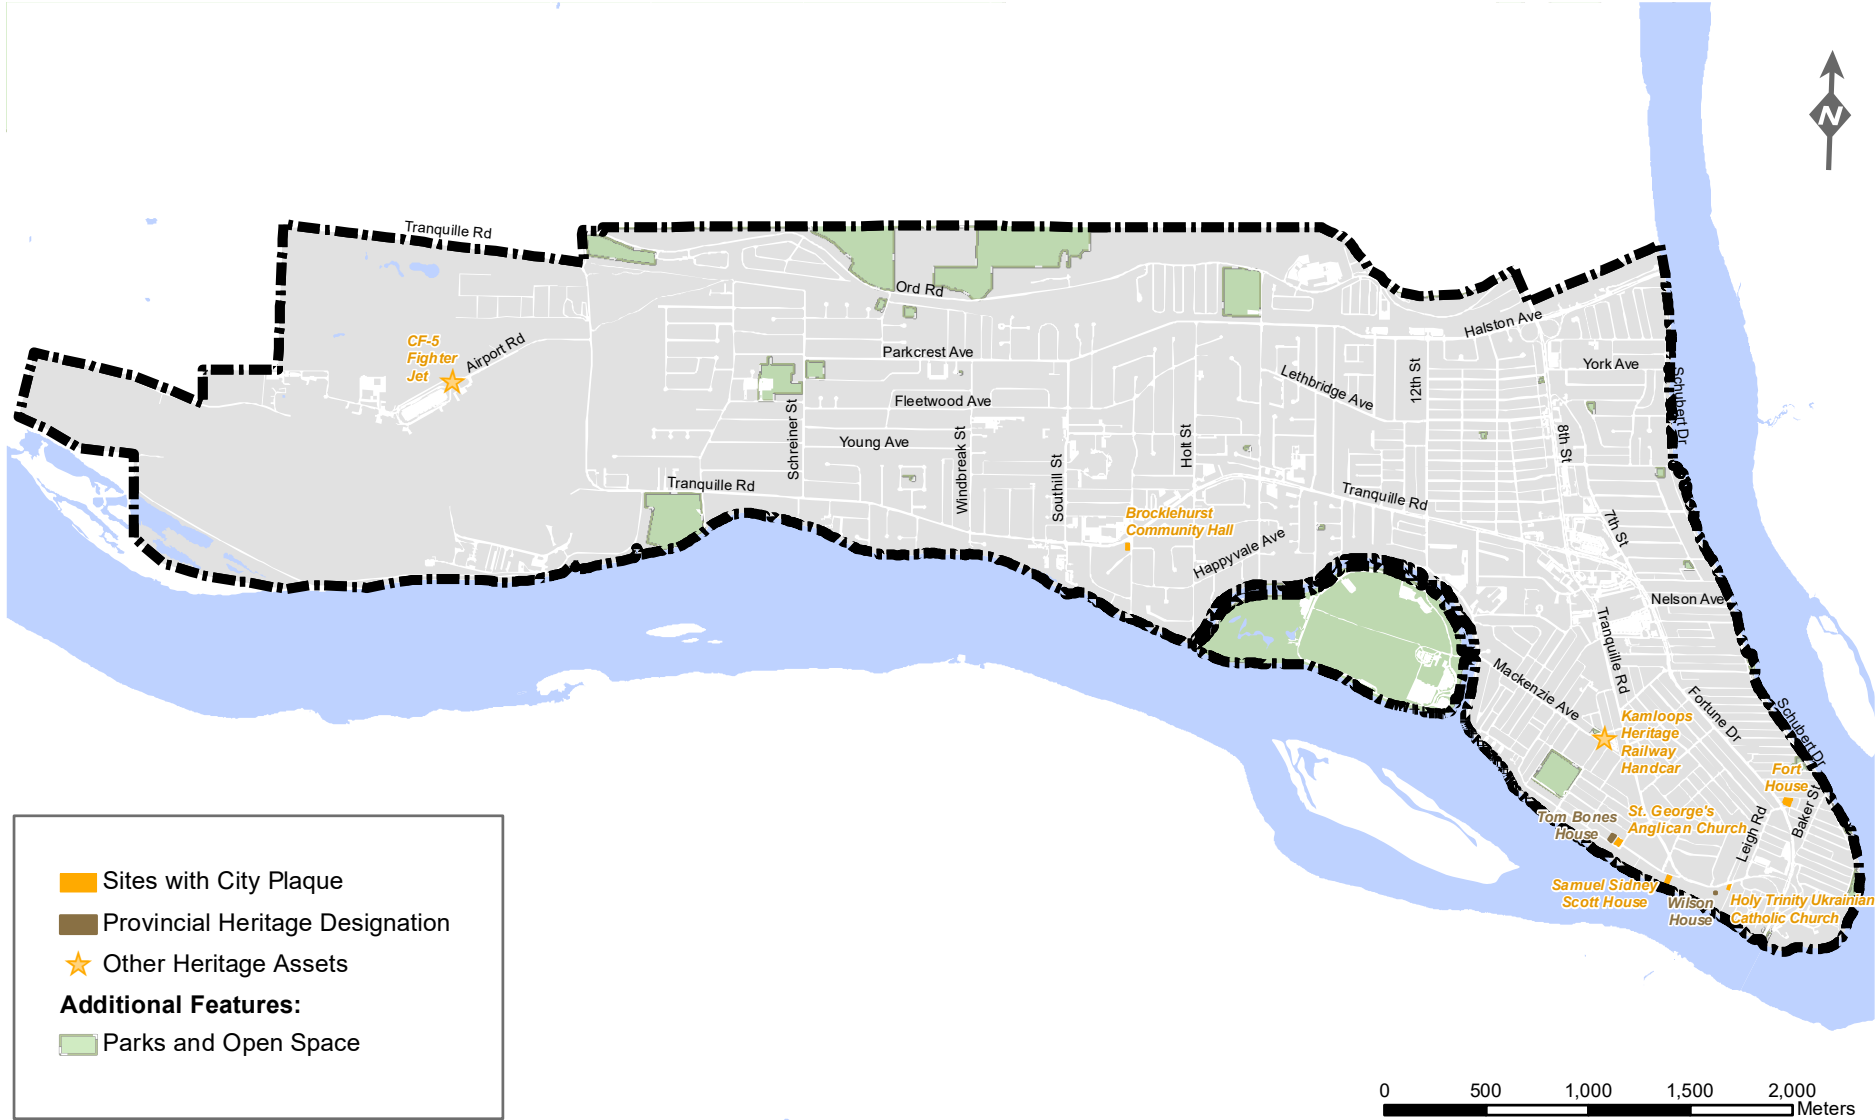 N
Tranquille Rd
Ord Rd
Halston Ave
CF-5
Fighter
Jet
Airport Rd
Parkcrest Ave
York Ave
Lethbridge Ave
12th St
Schubert Dr
Fleetwood Ave
Schreiner St
Young Ave
Windbreak St
Southill St
Holt St
8th St
Tranquille Rd
Tranquille Rd
Brocklehurst
Community Hall
7th St
Happyvale Ave
Nelson Ave
Tranquille Rd
Mackenzie Ave
Fortune Dr
Schubert Dr
Kamloops
Heritage
Railway
Handcar
Fort
House
Baker St
Leigh Rd
Tom Bones
House
St. George's
Anglican Church
Samuel Sidney
Scott House
Wilson
House
Holy Trinity Ukrainian
Catholic Church
Sites with City Plaque
Provincial Heritage Designation
Other Heritage Assets
Additional Features:
Parks and Open Space
0 500 1,000 1,500 2,000
Meters